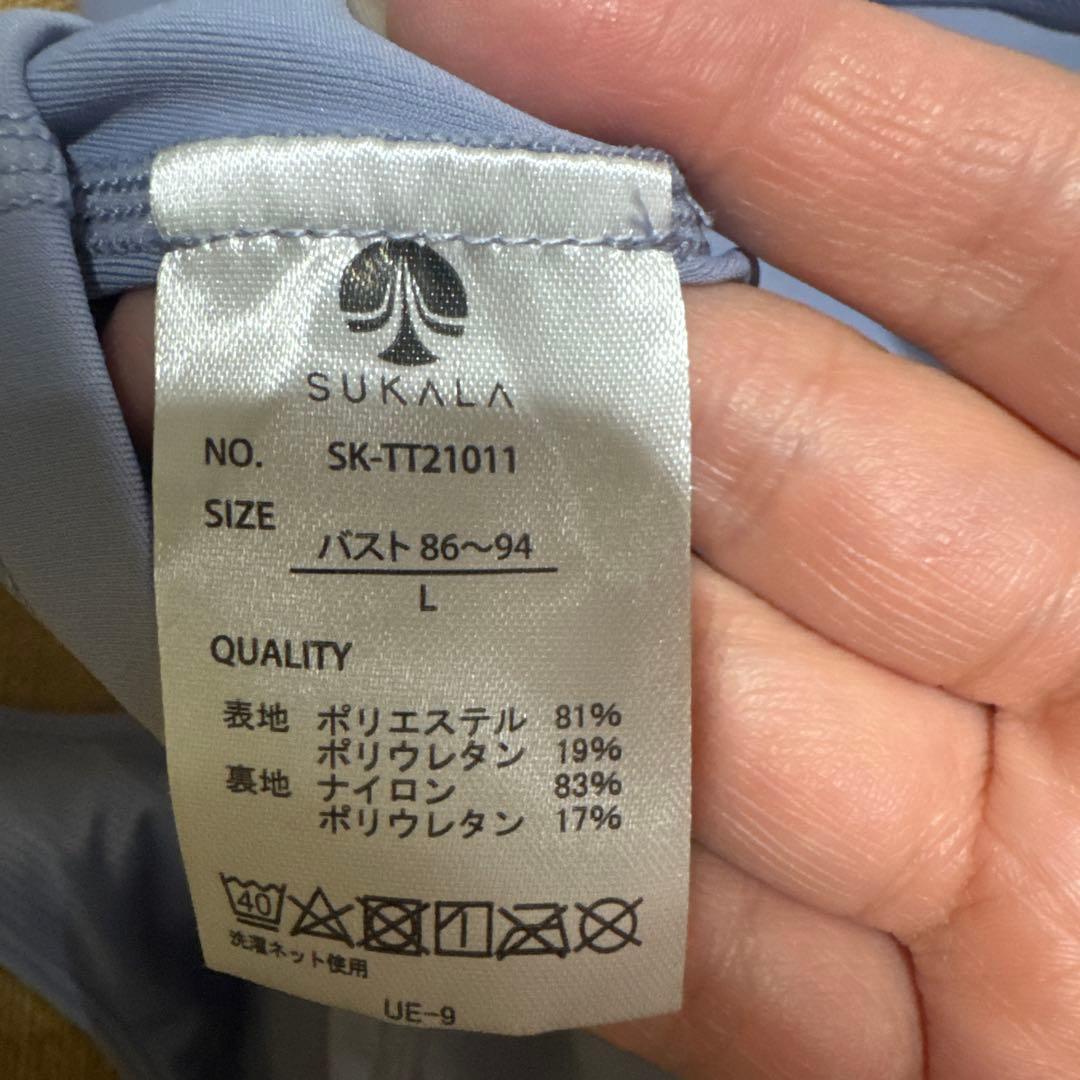 SUKALA
NO. SK-TT21011
SIZE
バスト 86～94
L
QUALITY
表地 ポリエステル 81%
ポリウレタン 19%
裏地 ナイロン 83%
ポリウレタン 17%
40
洗濯ネット使用
UE-9